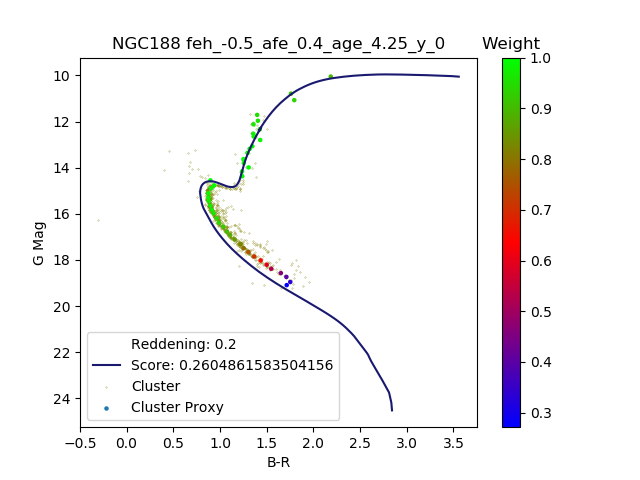 NGC188 feh_-0.5_afe_0.4_age_4.25_y_0
Weight
G Mag
10
12
14
16
18
20
22
24
Reddening: 0.2
Score: 0.2604861583504156
Cluster
Cluster Proxy
−0.5 0.0 0.5 1.0 1.5 2.0 2.5 3.0 3.5
B-R
1.0
0.9
0.8
0.7
0.6
0.5
0.4
0.3